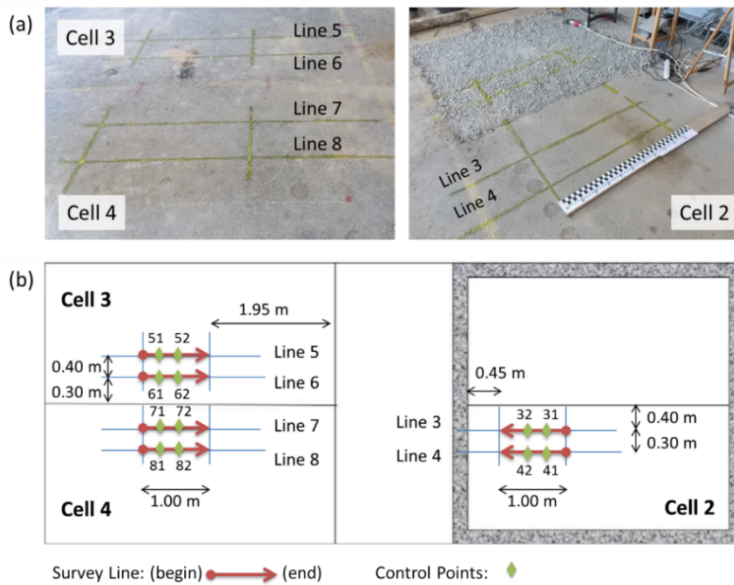 (a)
Cell 3
Line 5
Line 6
Line 7
Line 8
Cell 4
Line 3
Line 4
Cell 2
(b)
Cell 3
1.95 m
51 52
Line 5
0.40 m
Line 6
0.30 m
61 62
71 72
Line 7
Line 8
81 82
1.00 m
Cell 4
0.45 m
32 31
0.40 m
Line 3
0.30 m
Line 4
42 41
1.00 m
Cell 2
Survey Line: (begin) (end) Control Points: